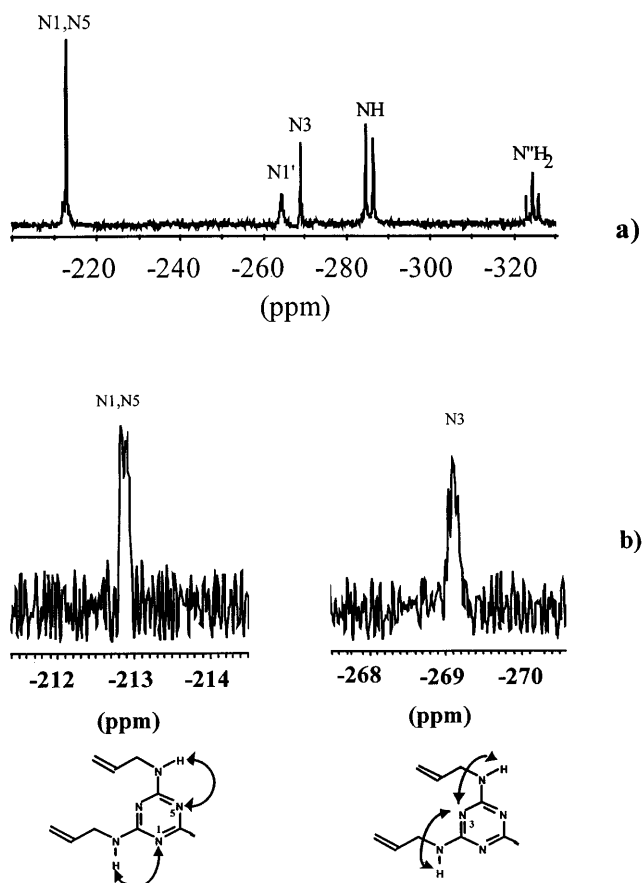 N1,N5
N1'
N3
NH
N"H2
-220 -240 -260 -280 -300 -320
(ppm)
a)
N1,N5
N3
b)
-212 -213 -214
-268 -269 -270
(ppm)
(ppm)
N H
N N 5
N N 1
H
N H
N 3 N
N N
H